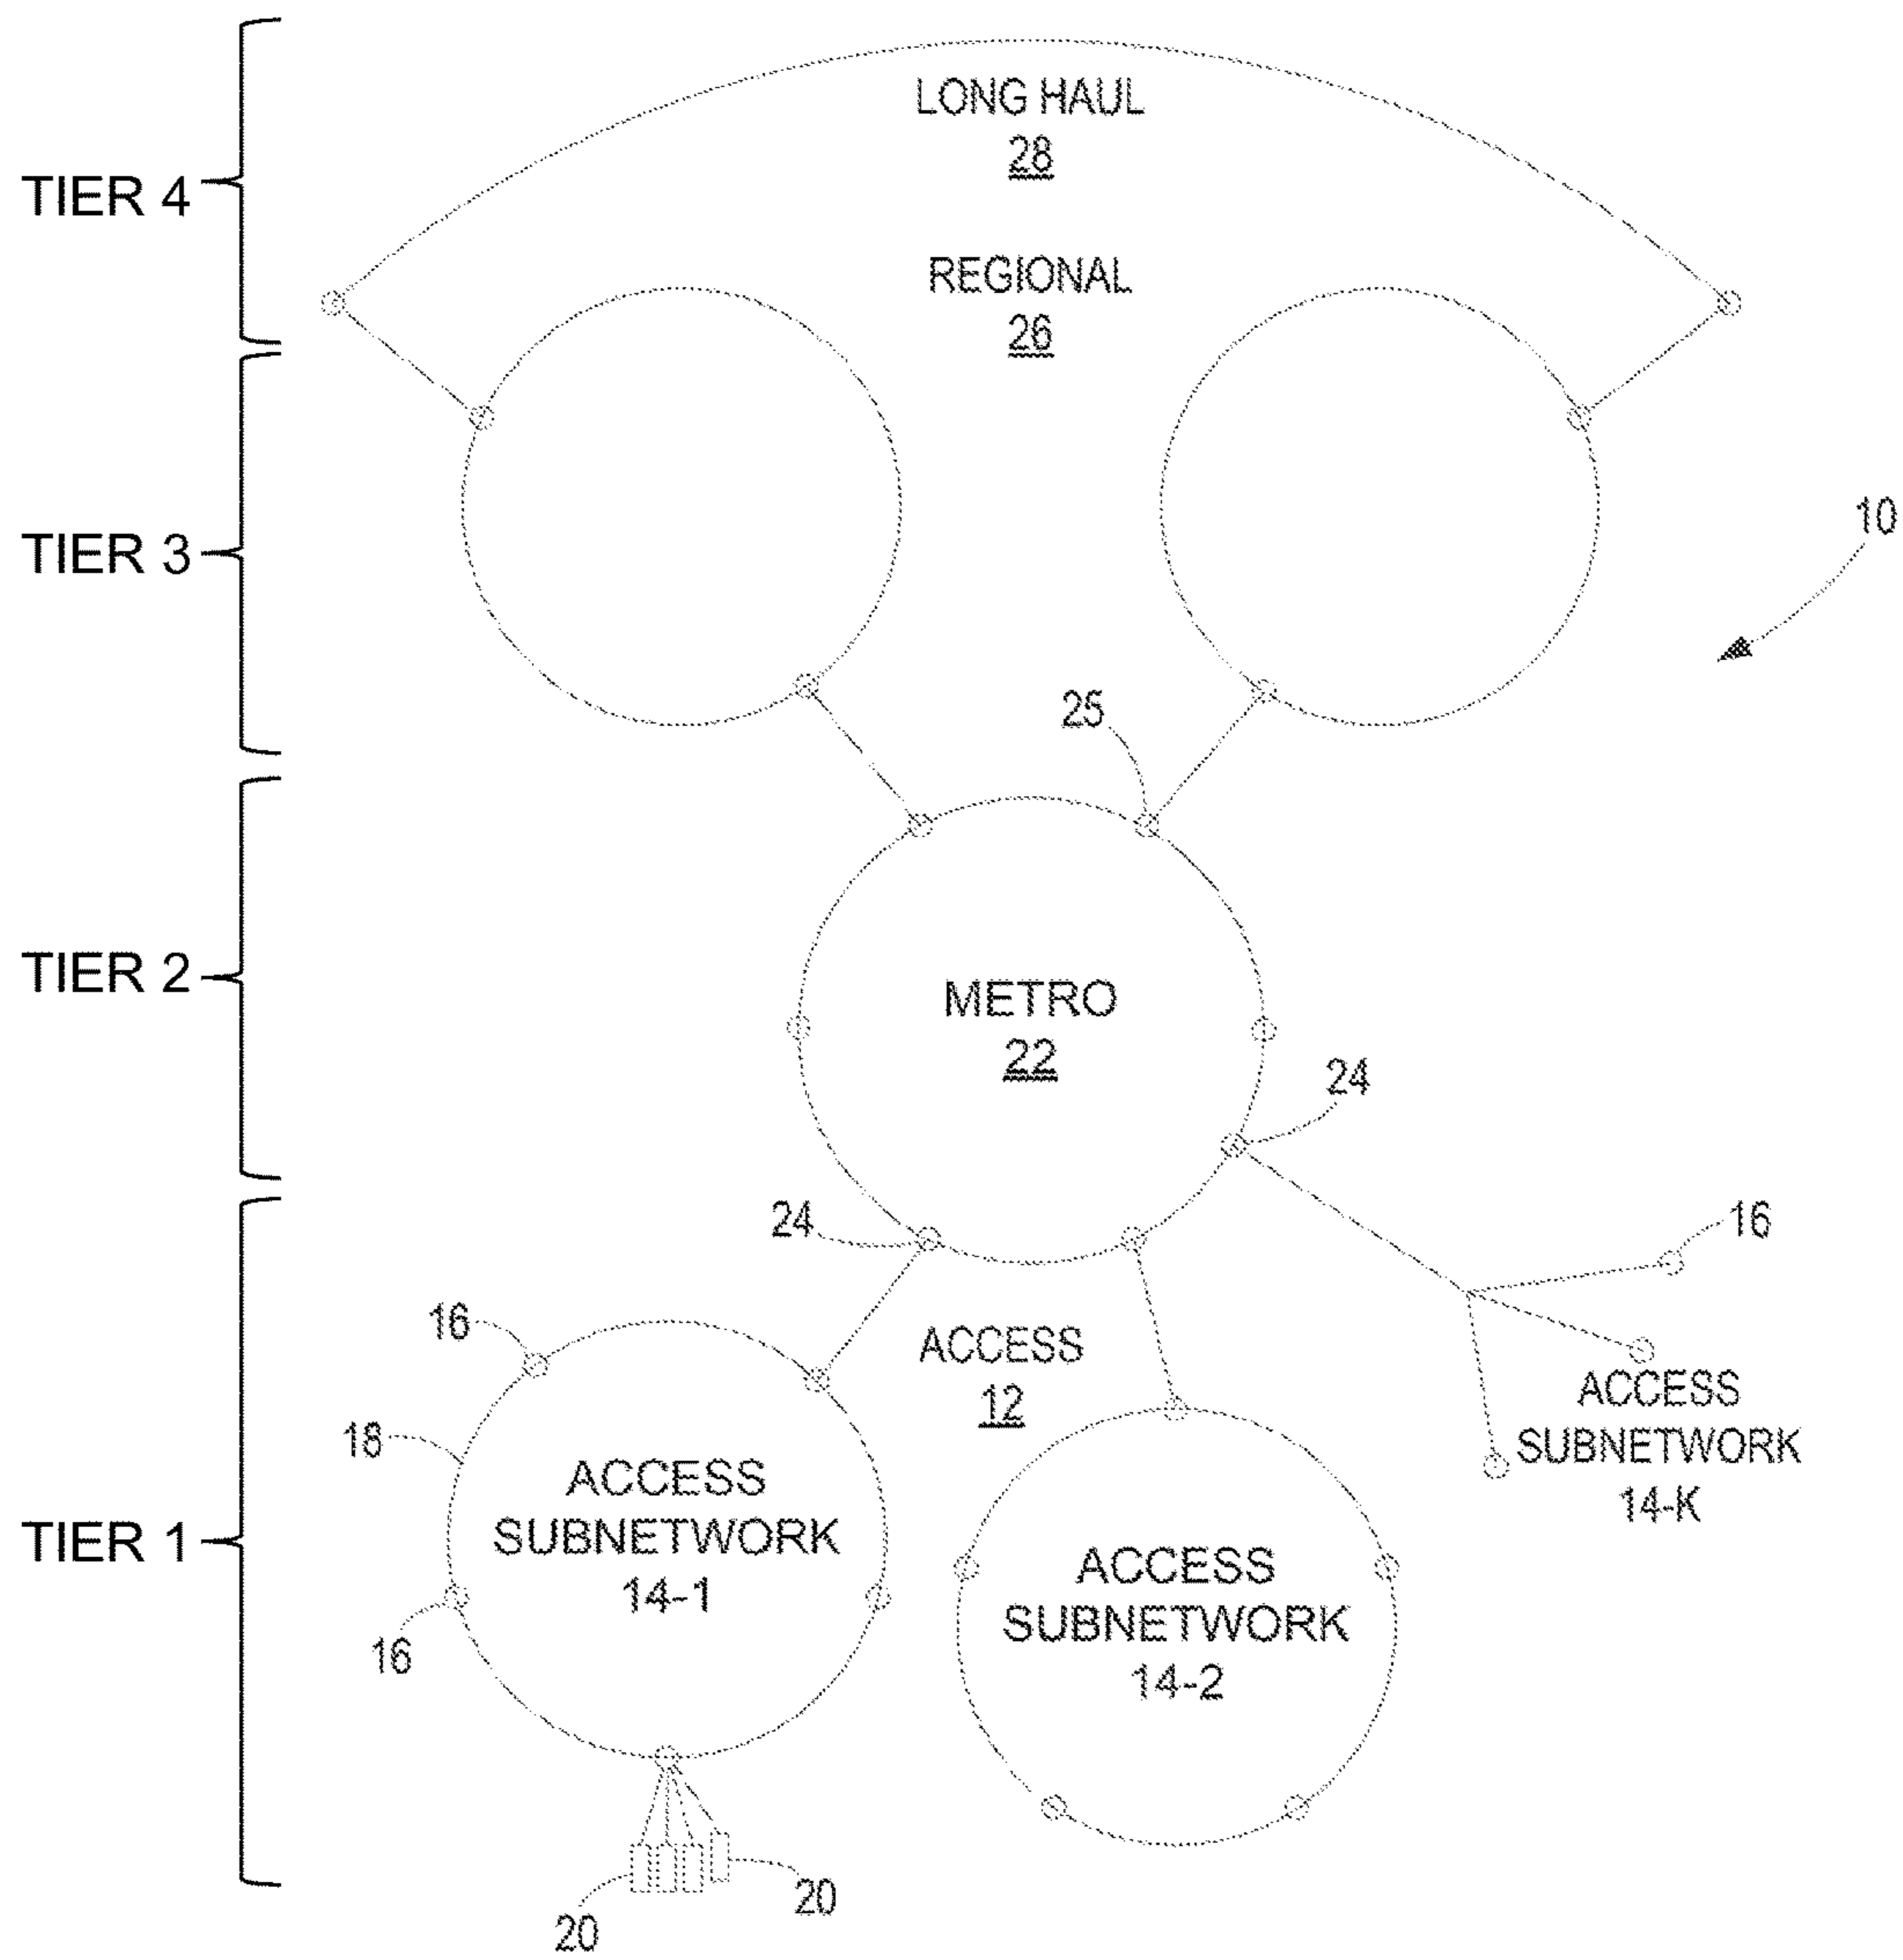 LONG HAUL
28
TIER 4
REGIONAL
26
10
TIER 3
25
TIER 2
METRO
22
24
24
16
16
ACCESS
12
ACCESS
SUBNETWORK
14-K
18
ACCESS
SUBNETWORK
14-1
TIER 1
ACCESS
SUBNETWORK
14-2
16
20
20